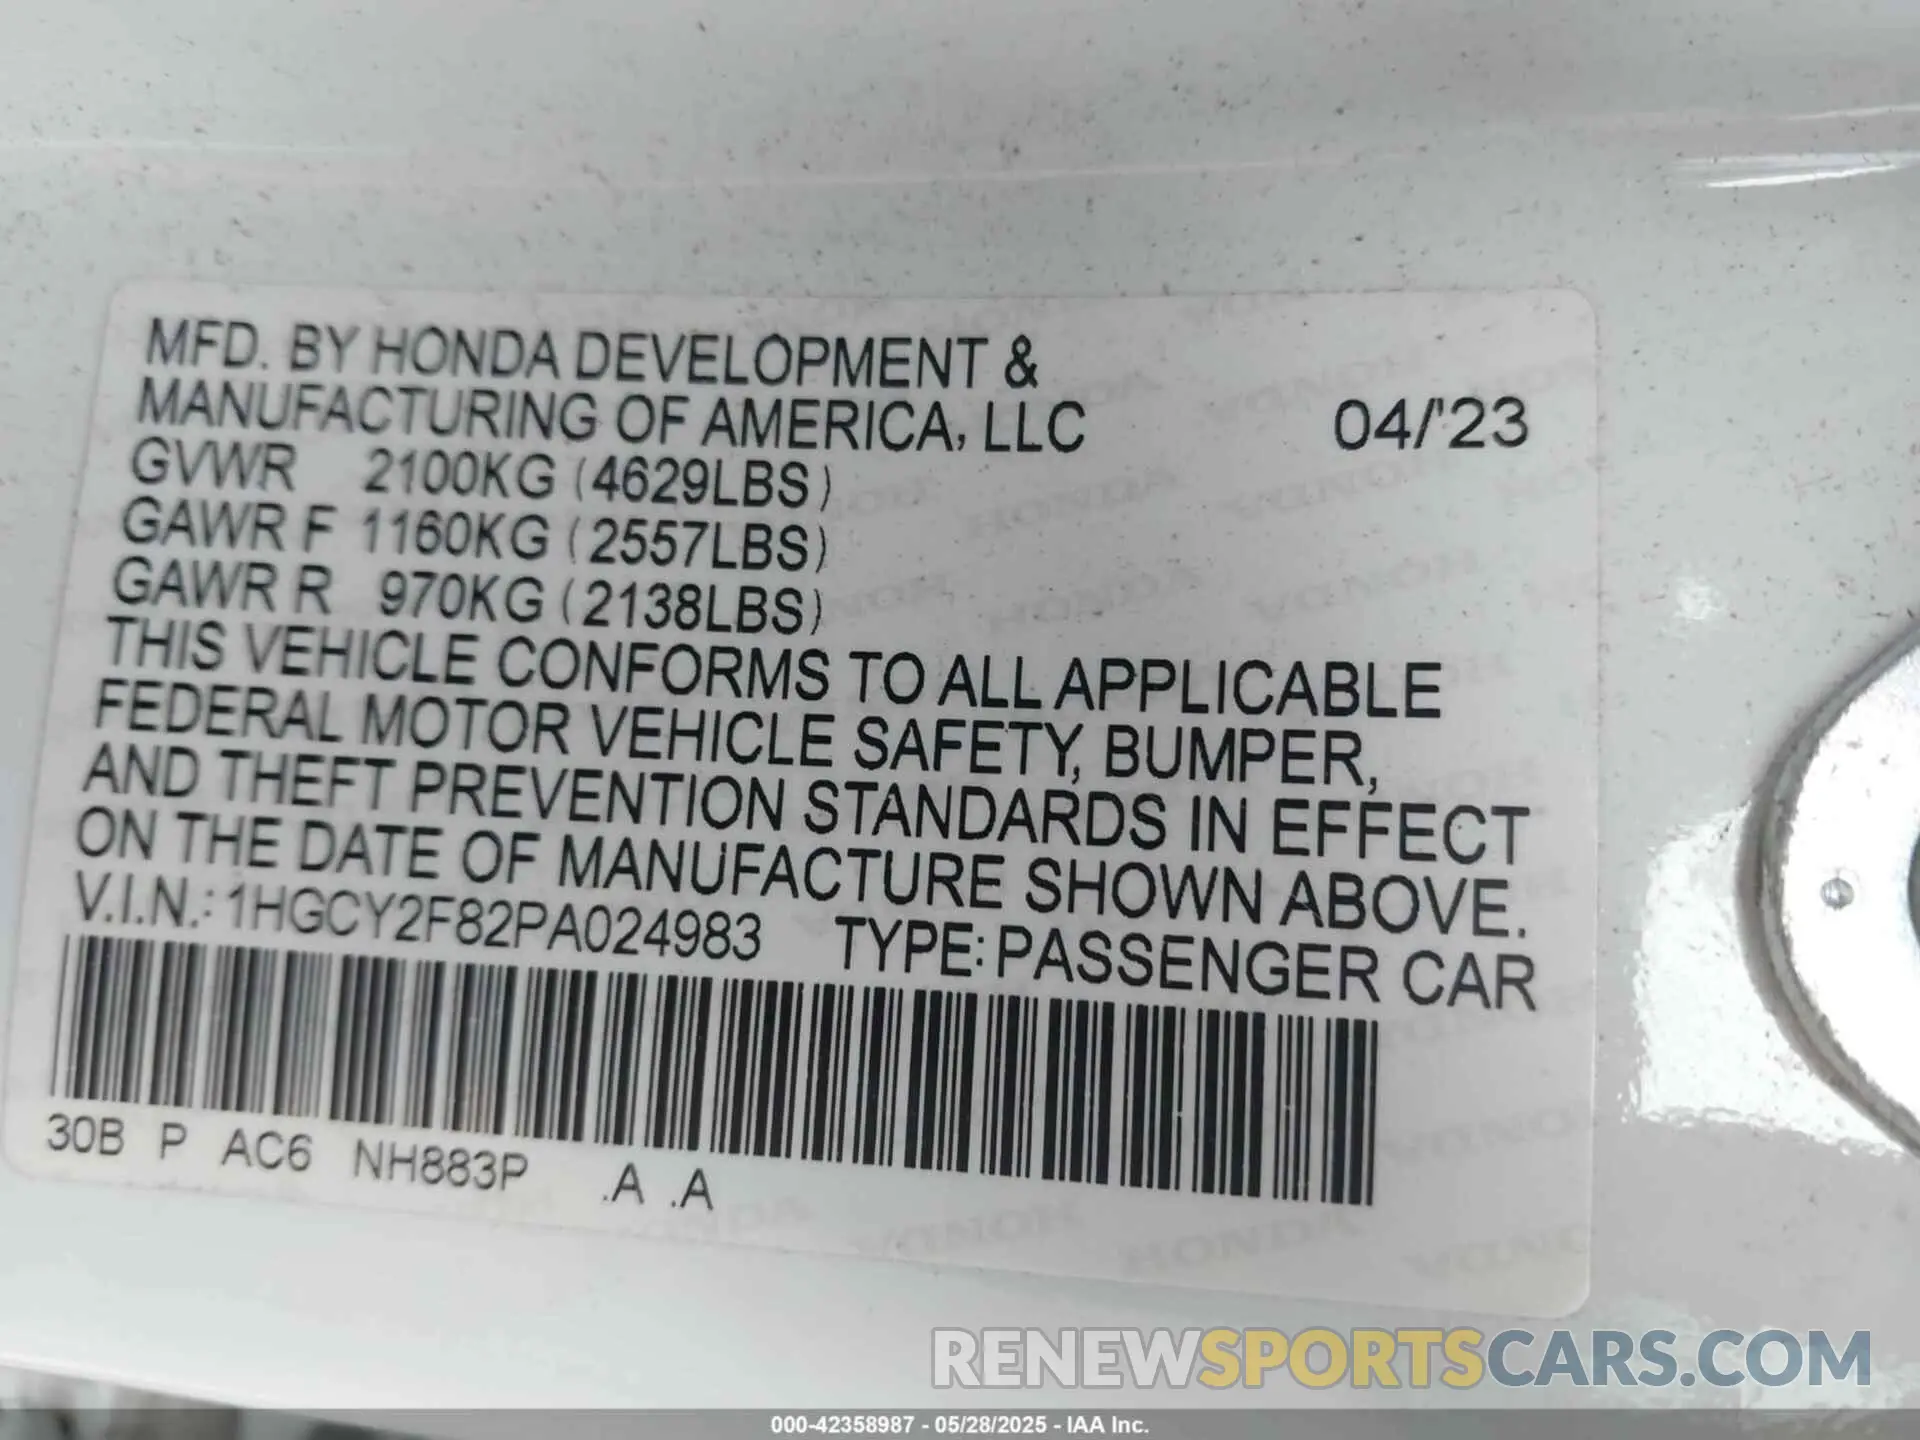 MFD. BY HONDA DEVELOPMENT &
MANUFACTURING OF AMERICA, LLC 04/'23
GVWR 2100KG (4629LBS)
GAWR F 1160KG (2557LBS)
GAWR R 970KG (2138LBS)
THIS VEHICLE CONFORMS TO ALL APPLICABLE
FEDERAL MOTOR VEHICLE SAFETY, BUMPER,
AND THEFT PREVENTION STANDARDS IN EFFECT
ON THE DATE OF MANUFACTURE SHOWN ABOVE.
V.I.N.: 1HGCY2F82PA024983 TYPE: PASSENGER CAR
30B P AC6 NH883P .A .A
RENEWSPORTSCARS.COM
000-42358987 - 05/28/2025 - IAA Inc.